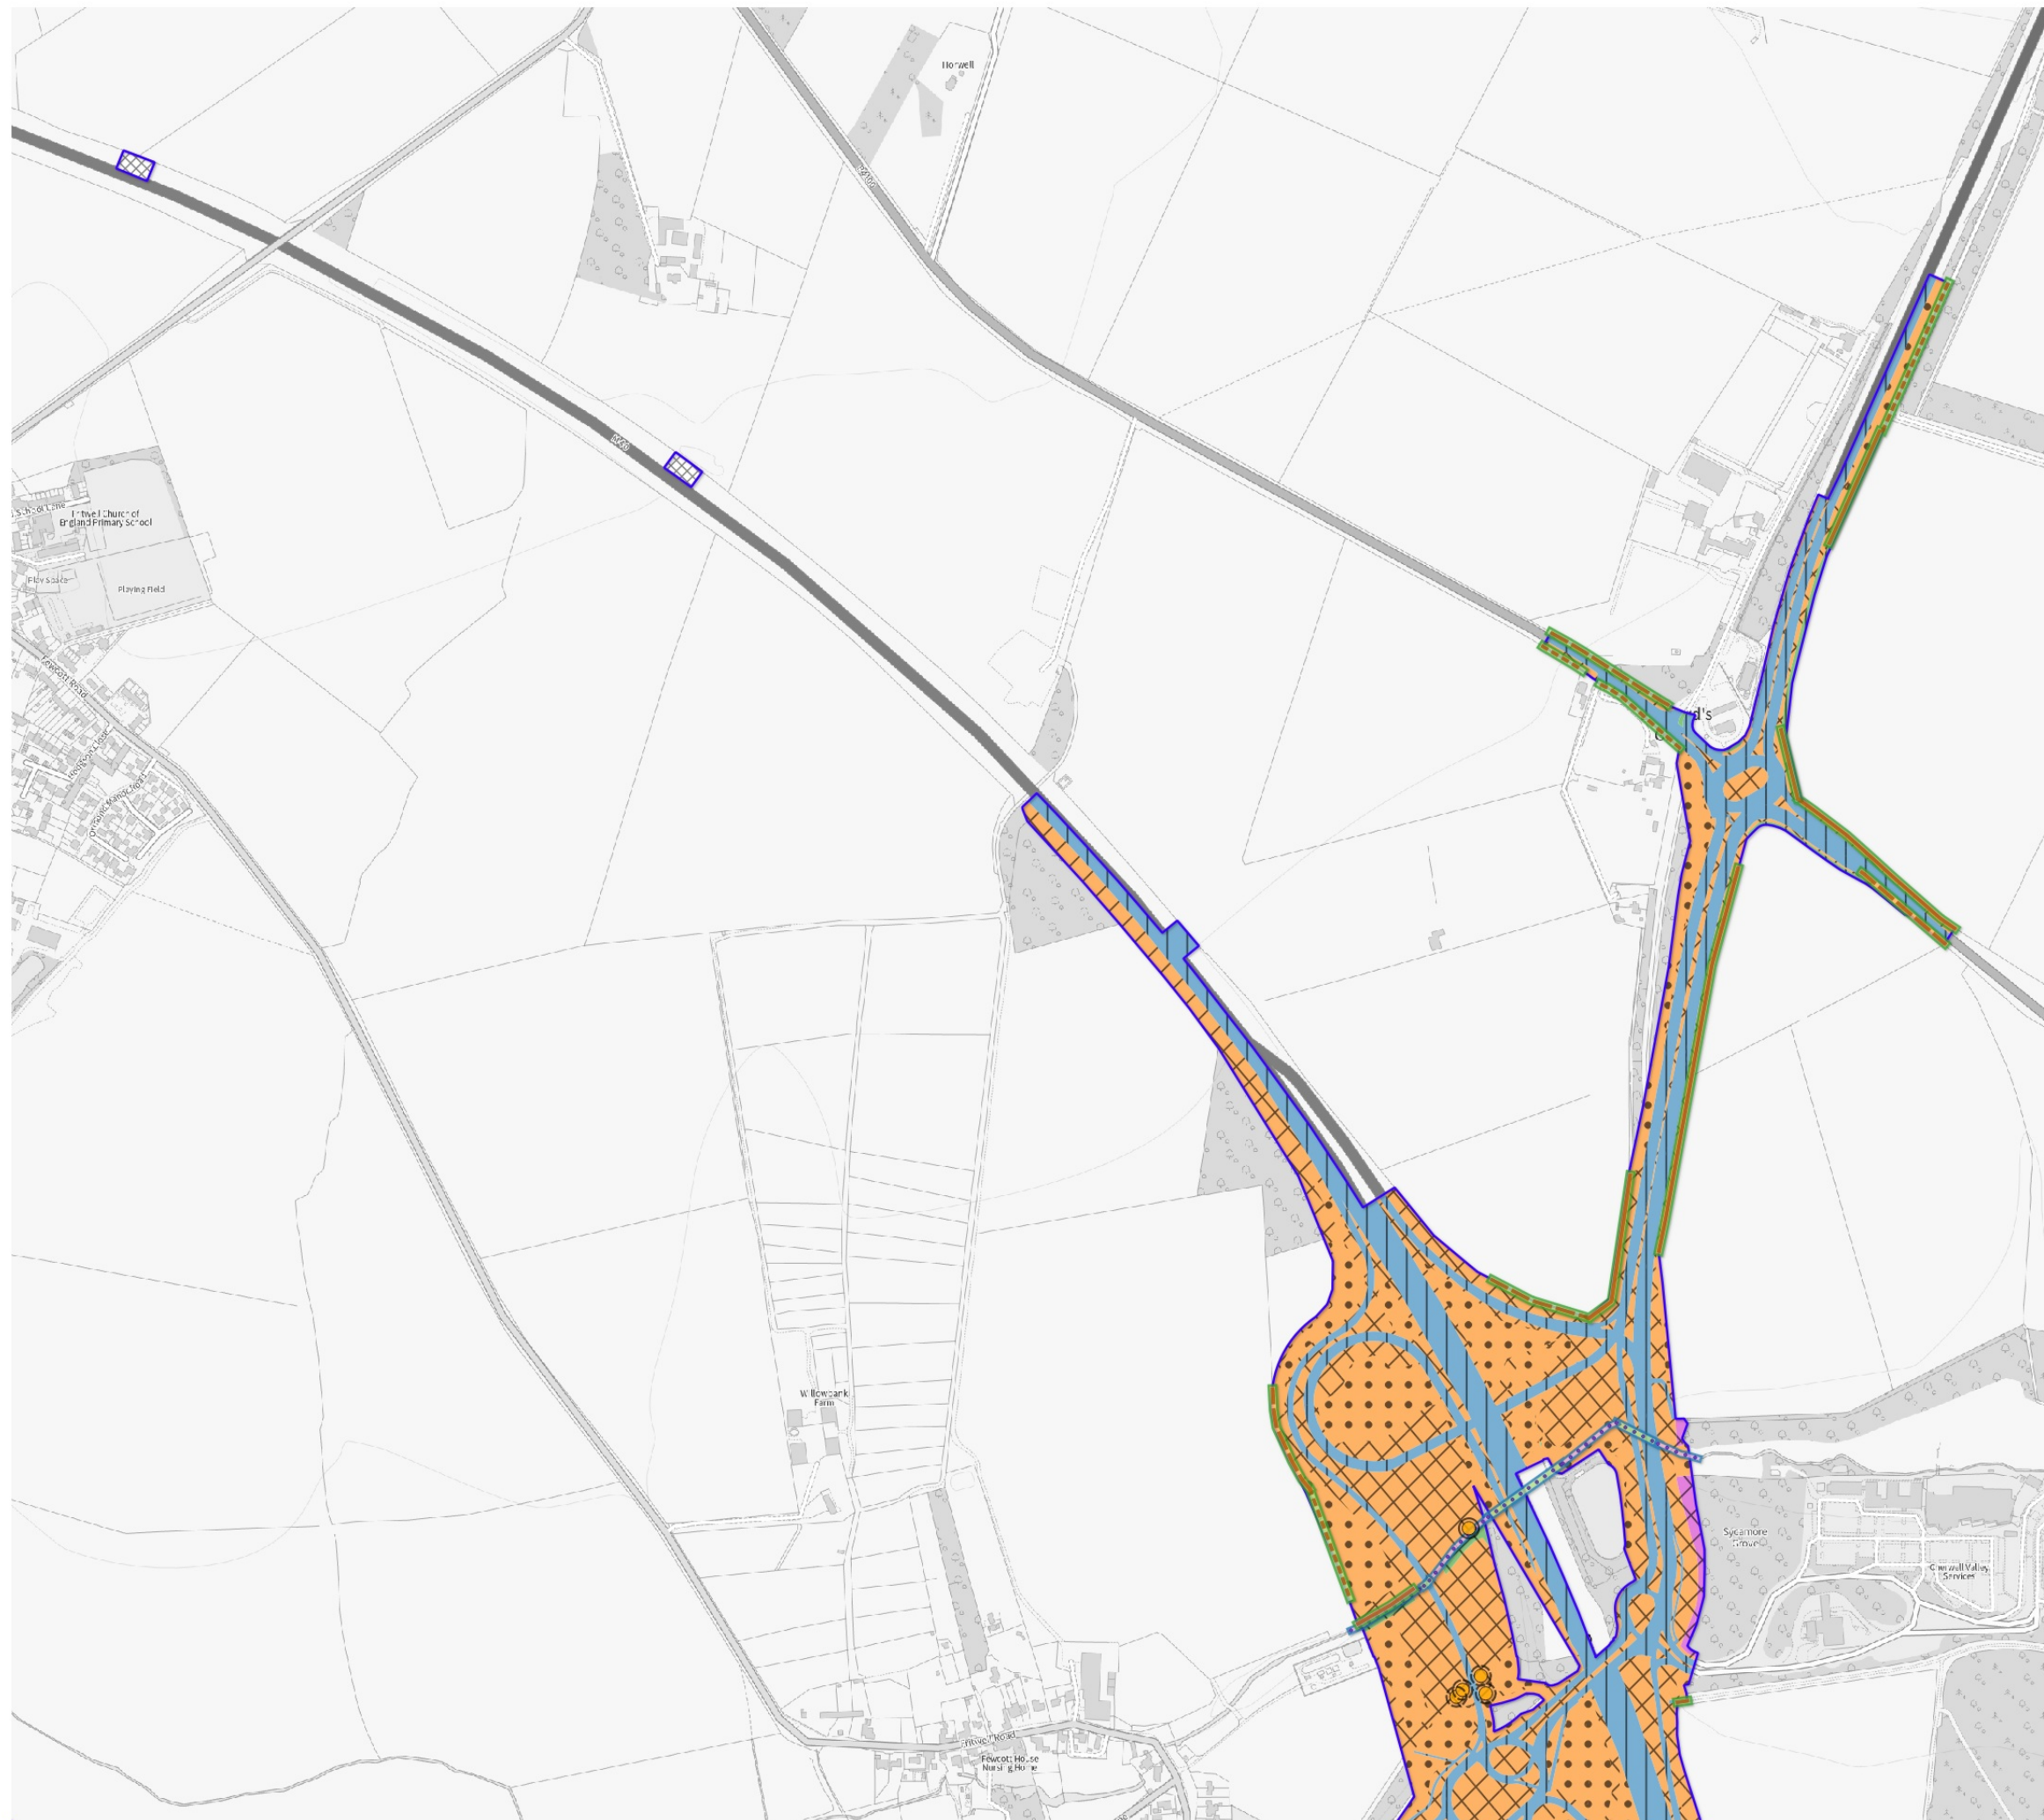 Horwell
School Lane
Fritwell Church of
England Primary School
Play Space
Playing Field
Fewcott Road
d's
Willowbank
Farm
Sycamore
Grove
Cherwell Valley
Services
Fritwell Road
Fewcott House
Nursing Home